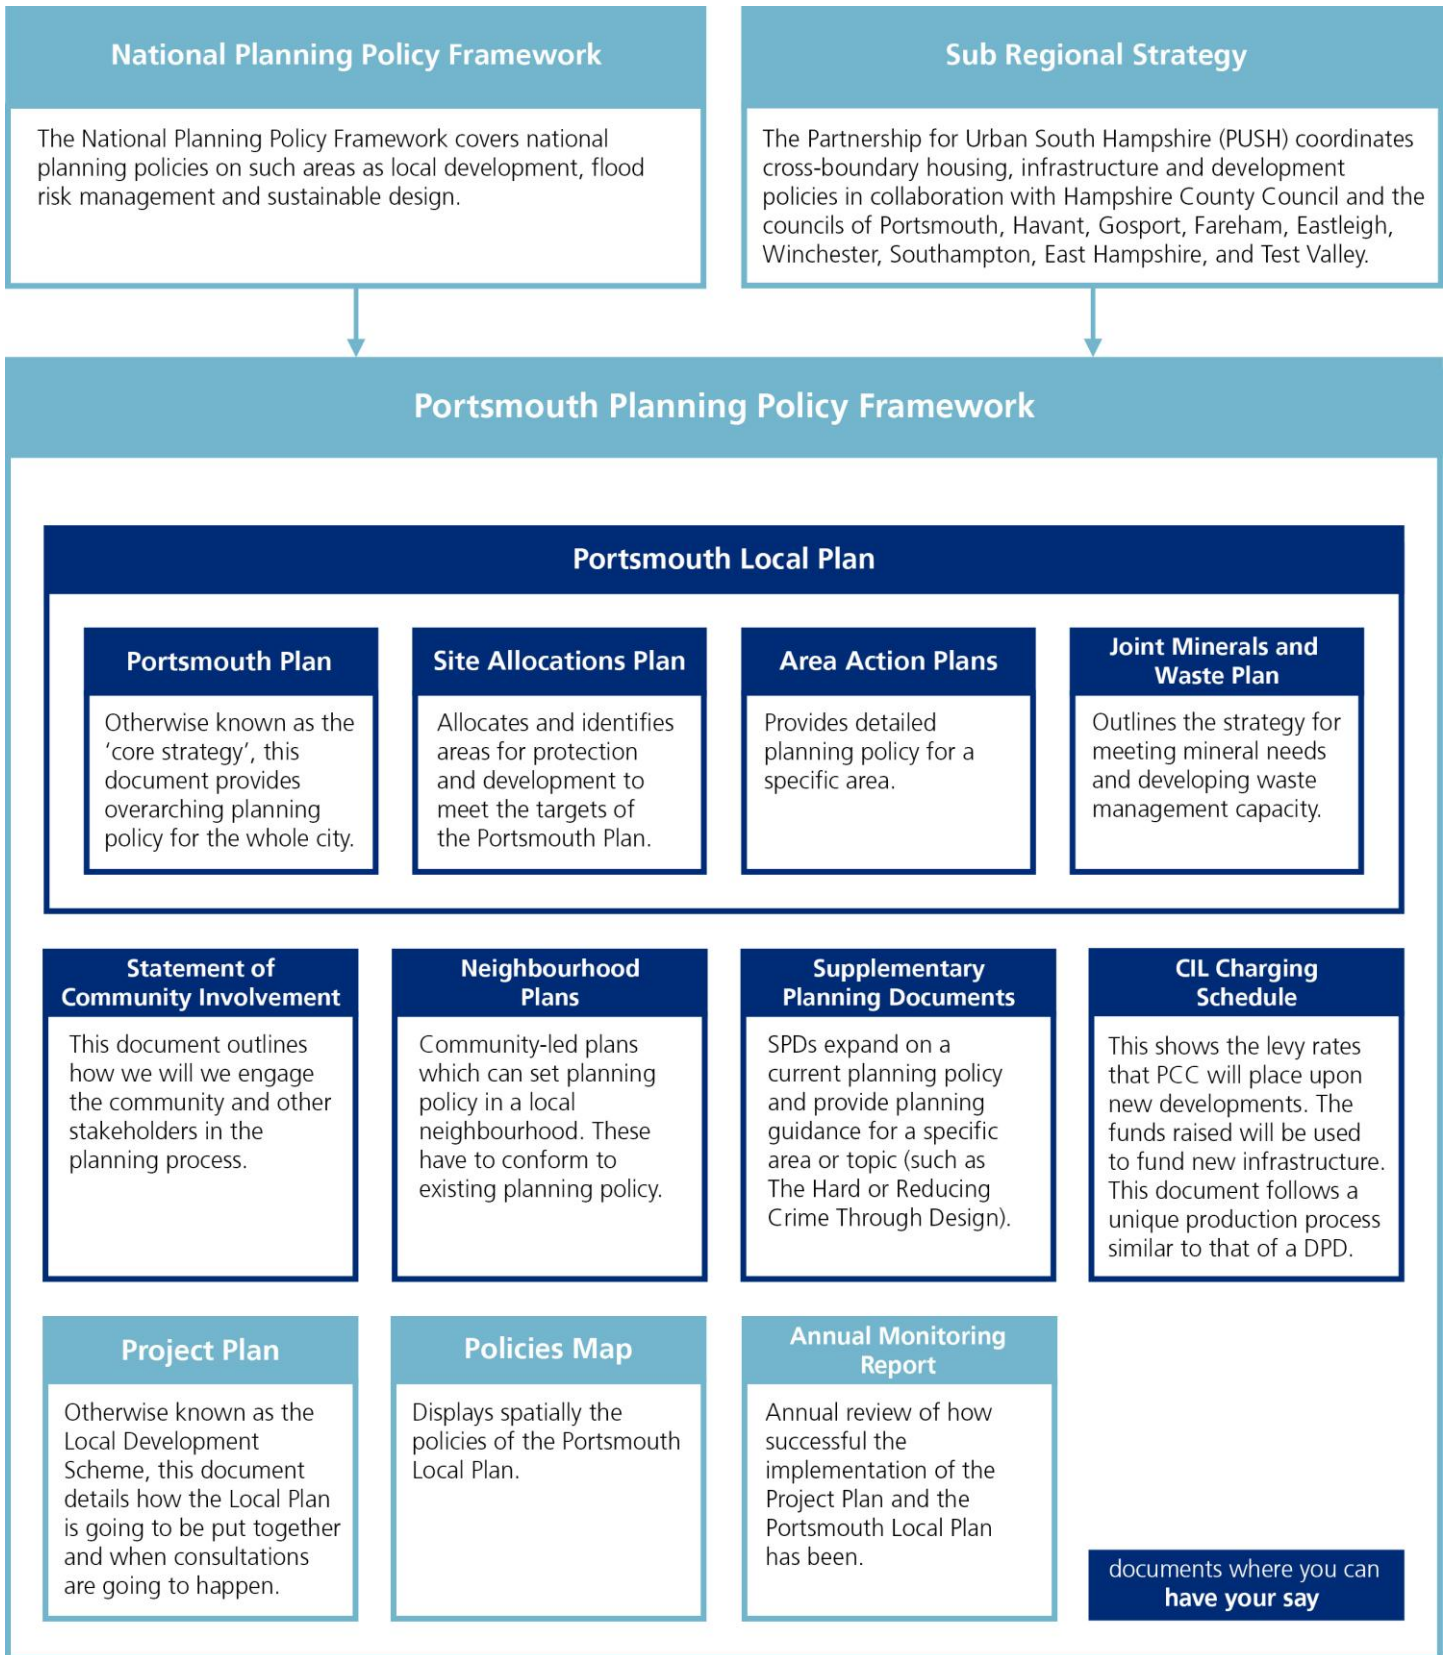 National Planning Policy Framework
The National Planning Policy Framework covers national
planning policies on such areas as local development, flood
risk management and sustainable design.
Sub Regional Strategy
The Partnership for Urban South Hampshire (PUSH) coordinates
cross-boundary housing, infrastructure and development
policies in collaboration with Hampshire County Council and the
councils of Portsmouth, Havant, Gosport, Fareham, Eastleigh,
Winchester, Southampton, East Hampshire, and Test Valley.
Portsmouth Planning Policy Framework
Portsmouth Local Plan
Portsmouth Plan
Otherwise known as the
‘core strategy’, this
document provides
overarching planning
policy for the whole city.
Site Allocations Plan
Allocates and identifies
areas for protection
and development to
meet the targets of
the Portsmouth Plan.
Area Action Plans
Provides detailed
planning policy for a
specific area.
Joint Minerals and
Waste Plan
Outlines the strategy for
meeting mineral needs
and developing waste
management capacity.
Statement of
Community Involvement
This document outlines
how we will we engage
the community and other
stakeholders in the
planning process.
Neighbourhood
Plans
Community-led plans
which can set planning
policy in a local
neighbourhood. These
have to conform to
existing planning policy.
Supplementary
Planning Documents
SPDs expand on a
current planning policy
and provide planning
guidance for a specific
area or topic (such as
The Hard or Reducing
Crime Through Design).
CIL Charging
Schedule
This shows the levy rates
that PCC will place upon
new developments. The
funds raised will be used
to fund new infrastructure.
This document follows a
unique production process
similar to that of a DPD.
Project Plan
Otherwise known as the
Local Development
Scheme, this document
details how the Local Plan
is going to be put together
and when consultations
are going to happen.
Policies Map
Displays spatially the
policies of the Portsmouth
Local Plan.
Annual Monitoring
Report
Annual review of how
successful the
implementation of the
Project Plan and the
Portsmouth Local Plan
has been.
documents where you can
have your say